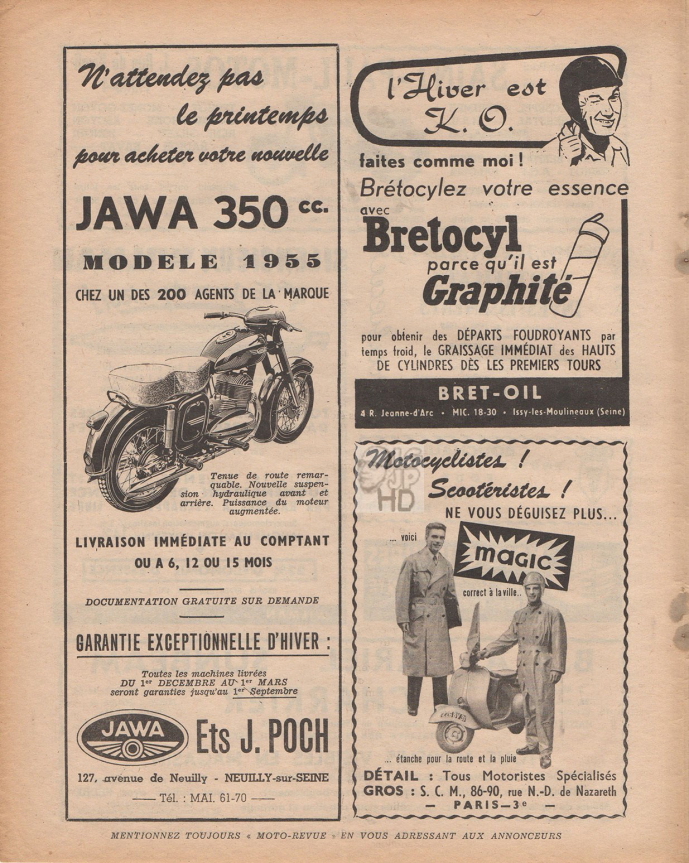 N'attendez pas
le printemps
pour acheter votre nouvelle
JAWA 350 cc.
MODELE 1955
CHEZ UN DES 200 AGENTS DE LA MARQUE
Tenue de route remar-
quable. Nouvelle suspen-
sion hydraulique avant et
arrière. Puissance du moteur
augmentée.
LIVRAISON IMMÉDIATE AU COMPTANT
OU A 6, 12 OU 15 MOIS
DOCUMENTATION GRATUITE SUR DEMANDE
GARANTIE EXCEPTIONNELLE D'HIVER :
Toutes les machines livrées
DU 1er DECEMBRE AU 1er MARS
seront garanties jusqu'au 1er Septembre
JAWA
Ets J. POCH
127, avenue de Neuilly - NEUILLY-sur-SEINE
Tél. : MAI. 61-70
l'Hiver est
K. O.
faites comme moi !
Brétocylez votre essence
avec
Bretocyl
parce qu'il est
Graphité
pour obtenir des DÉPARTS FOUDROYANTS par
temps froid, le GRAISSAGE IMMÉDIAT des HAUTS
DE CYLINDRES DÈS LES PREMIERS TOURS
BRET-OIL
4 R. Jeanne-d'Arc • MIC. 18-30 • Issy-les-Moulineaux (Seine)
Motocyclistes !
Scootéristes !
HD
NE VOUS DÉGUISEZ PLUS...
... voici
MAGIC
correct à la ville..
... étanche pour la route et la pluie
DÉTAIL : Tous Motoristes Spécialisés
GROS : S. C. M., 86-90, rue N.-D. de Nazareth
— PARIS-3e —
MENTIONNEZ TOUJOURS « MOTO-REVUE » EN VOUS ADRESSANT AUX ANNONCEURS